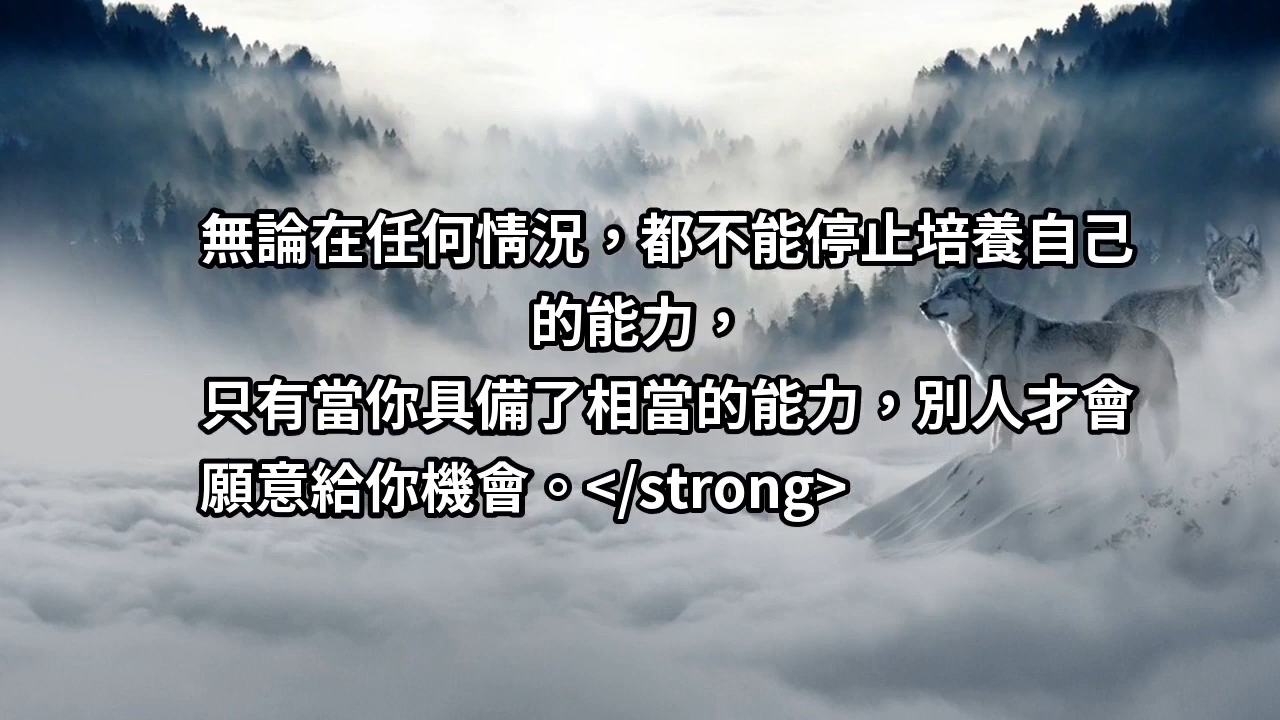 無論在任何情況，都不能停止培養自己
的能力，
只有當你具備了相當的能力，別人才會
願意給你機會。</strong>